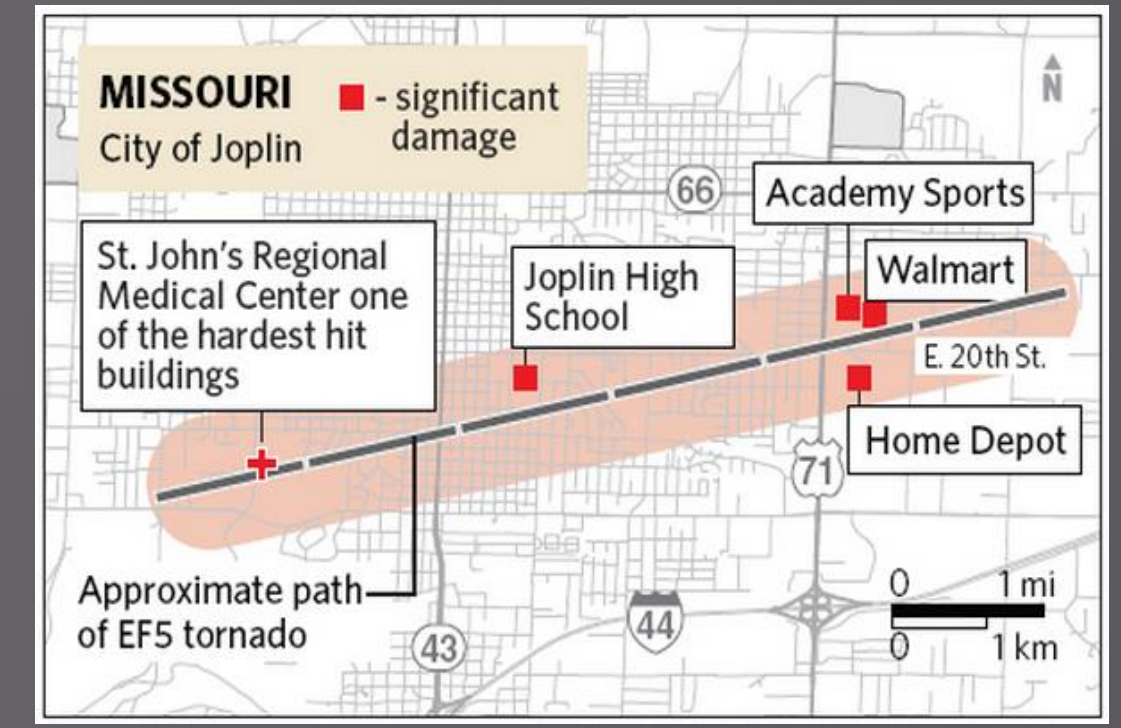 MISSOURI
City of Joplin
- significant
damage
N
66
Academy Sports
St. John's Regional
Medical Center one
of the hardest hit
buildings
Joplin High
School
Walmart
E. 20th St.
Home Depot
71
Approximate path
of EF5 tornado
43
44
0 1 mi
0 1 km